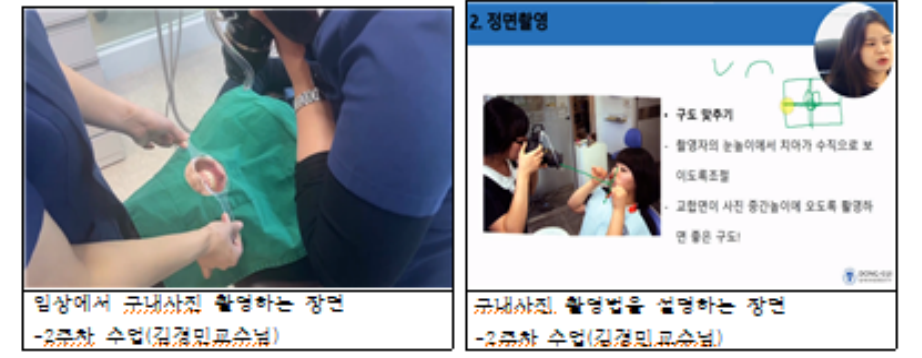 임상에서 구내사진 촬영하는 장면
-2주차 수업(김경민교수님)
2. 정면촬영
• 구도 맞추기
- 촬영자의 눈높이에서 치아가 수직으로 보
이도록조절
- 교합면이 사진 중간높이에 오도록 촬영하
면 좋은 구도!
DONG-EUI
구내사진 촬영법을 설명하는 장면
-2주차 수업(김경민교수님)